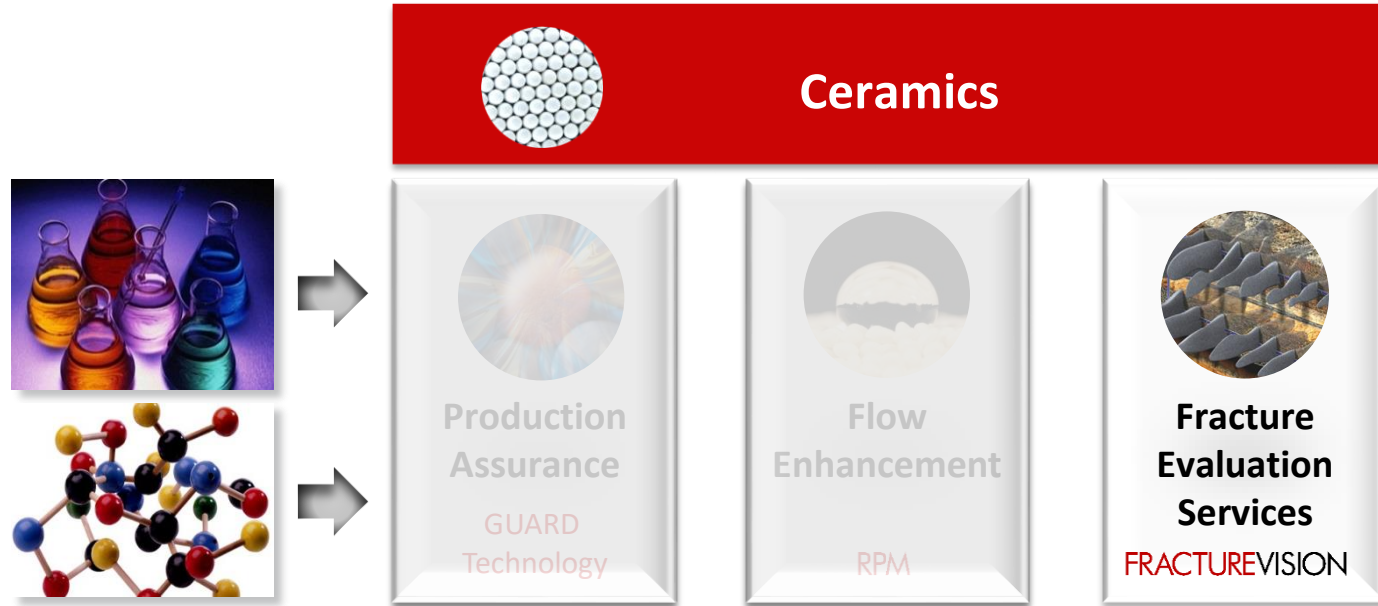 Ceramics
Production
Assurance
GUARD
Technology
Flow
Enhancement
RPM
Fracture
Evaluation
Services
FRACTUREVISION